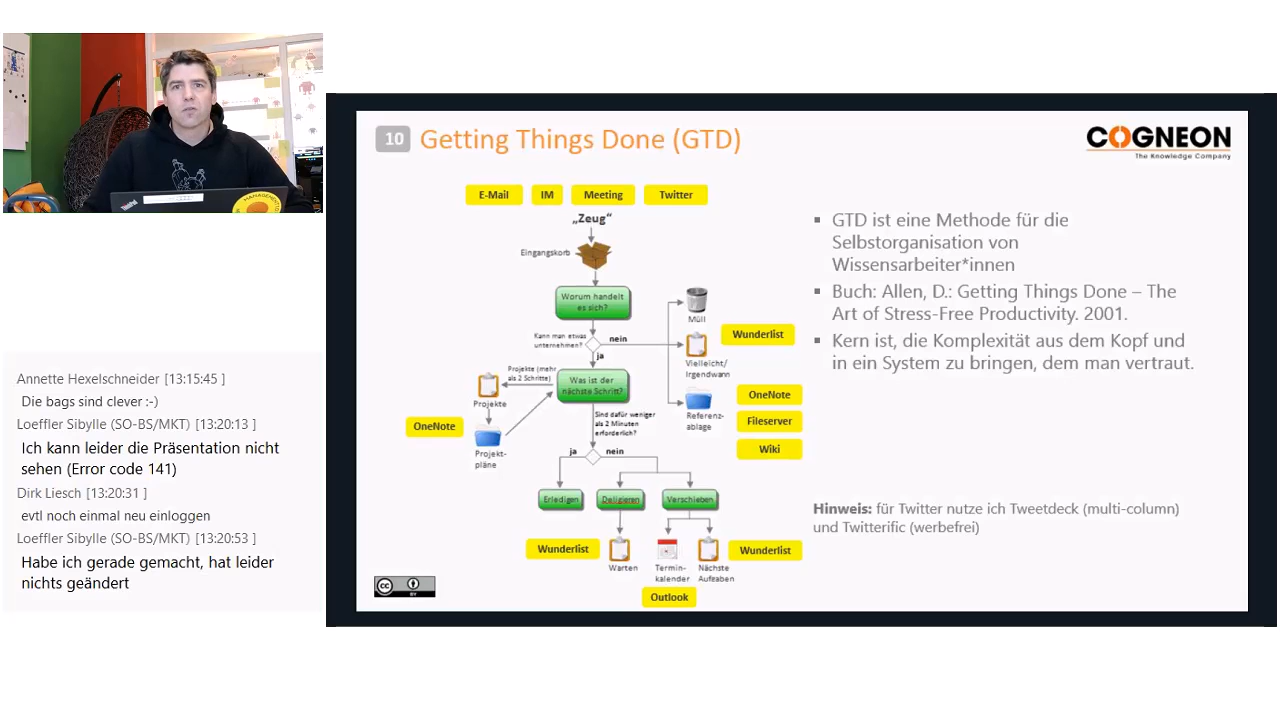 10 Getting Things Done (GTD)
COGNEON
The Knowledge Company
E-Mail
IM
Meeting
Twitter
„Zeug“
Eingangskorb
Worum handelt
es sich?
Kann man etwas
unternehmen?
nein
ja
Müll
Wunderlist
Vielleicht/
Irgendwann
Projekte (mehr
als 2 Schritte)
Was ist der
nächste Schritt?
Projekte
OneNote
Projekt-
pläne
Referenz-
ablage
OneNote
Fileserver
Wiki
Sind dafür weniger
als 2 Minuten
erforderlich?
ja
nein
Erledigen
Deligieren
Verschieben
Wunderlist
Warten
Termin-
kalender
Nächste
Aufgaben
Wunderlist
Outlook
CC BY
▪ GTD ist eine Methode für die
Selbstorganisation von
Wissensarbeiter*innen
▪ Buch: Allen, D.: Getting Things Done – The
Art of Stress-Free Productivity. 2001.
▪ Kern ist, die Komplexität aus dem Kopf und
in ein System zu bringen, dem man vertraut.
Hinweis: für Twitter nutze ich Tweetdeck (multi-column)
und Twitterific (werbefrei)
Annette Hexelschneider [13:15:45 ]
Die bags sind clever :-)
Loeffler Sibylle (SO-BS/MKT) [13:20:13 ]
Ich kann leider die Präsentation nicht
sehen (Error code 141)
Dirk Liesch [13:20:31 ]
evtl noch einmal neu einloggen
Loeffler Sibylle (SO-BS/MKT) [13:20:53 ]
Habe ich gerade gemacht, hat leider
nichts geändert
ThinkPad